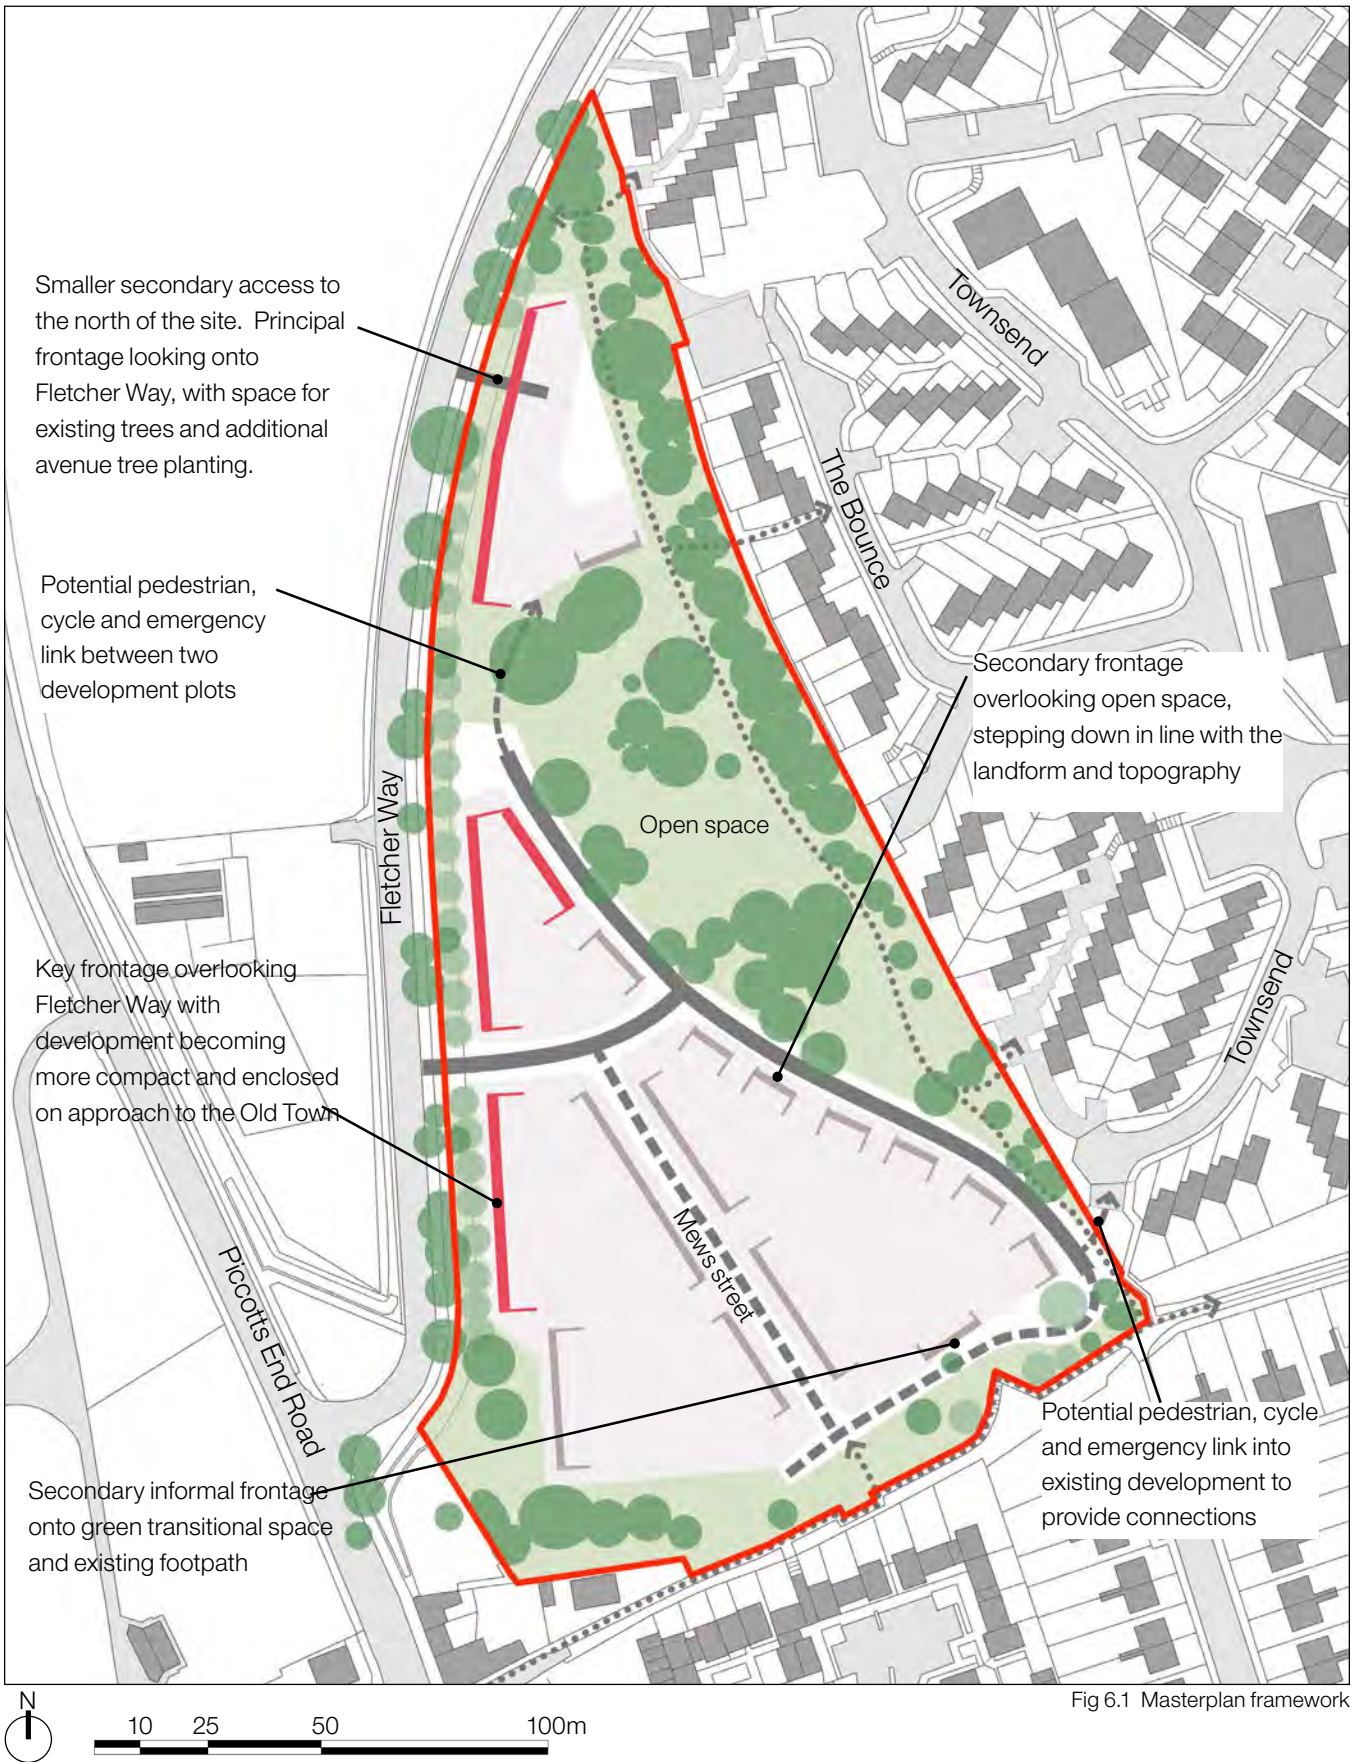 Smaller secondary access to
the north of the site.  Principal
frontage looking onto
Fletcher Way, with space for
existing trees and additional
avenue tree planting.
Townsend
The Bounce
Potential pedestrian,
cycle and emergency
link between two
development plots
Secondary frontage
overlooking open space,
stepping down in line with the
landform and topography
Fletcher Way
Open space
Key frontage overlooking
Fletcher Way with
development becoming
more compact and enclosed
on approach to the Old Town
Townsend
Mews street
Piccotts End Road
Potential pedestrian, cycle
and emergency link into
existing development to
provide connections
Secondary informal frontage
onto green transitional space
and existing footpath
Fig 6.1  Masterplan framework
N
10 25 50 100m